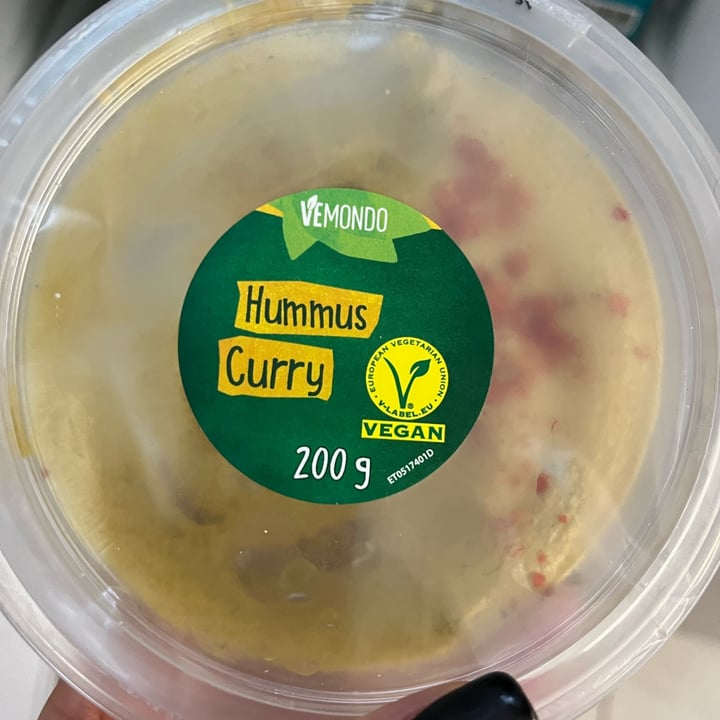 VEMONDO
Hummus
Curry
EUROPEAN VEGETARIAN UNION
V-LABEL.EU
VEGAN
200 g
ET0517401D